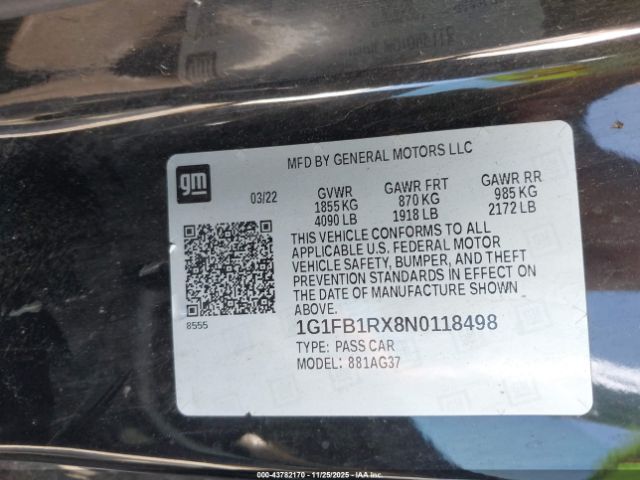 MFD BY GENERAL MOTORS LLC
gm
03/22
GVWR GAWR FRT GAWR RR
1855 KG 870 KG 985 KG
4090 LB 1918 LB 2172 LB
THIS VEHICLE CONFORMS TO ALL
APPLICABLE U.S. FEDERAL MOTOR
VEHICLE SAFETY, BUMPER, AND THEFT
PREVENTION STANDARDS IN EFFECT ON
THE DATE OF MANUFACTURE SHOWN
ABOVE.
8555
1G1FB1RX8N0118498
TYPE: PASS CAR
MODEL: 881AG37
000-43782170 - 11/25/2025 - IAA Inc.